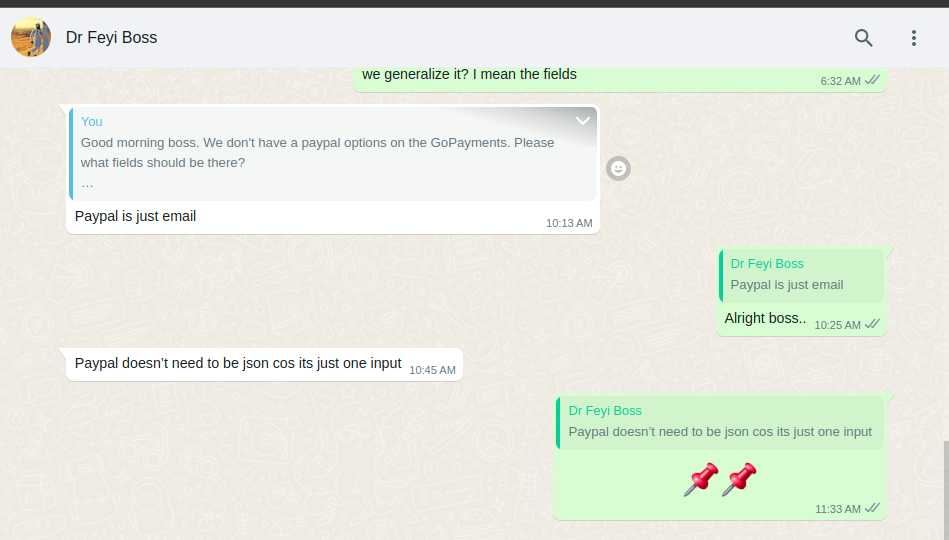 Dr Feyi Boss
we generalize it? I mean the fields
6:32 AM
You
Good morning boss. We don't have a paypal options on the GoPayments. Please
what fields should be there?
…
Paypal is just email
10:13 AM
Dr Feyi Boss
Paypal is just email
Alright boss..
10:25 AM
Paypal doesn’t need to be json cos its just one input
10:45 AM
Dr Feyi Boss
Paypal doesn’t need to be json cos its just one input
11:33 AM